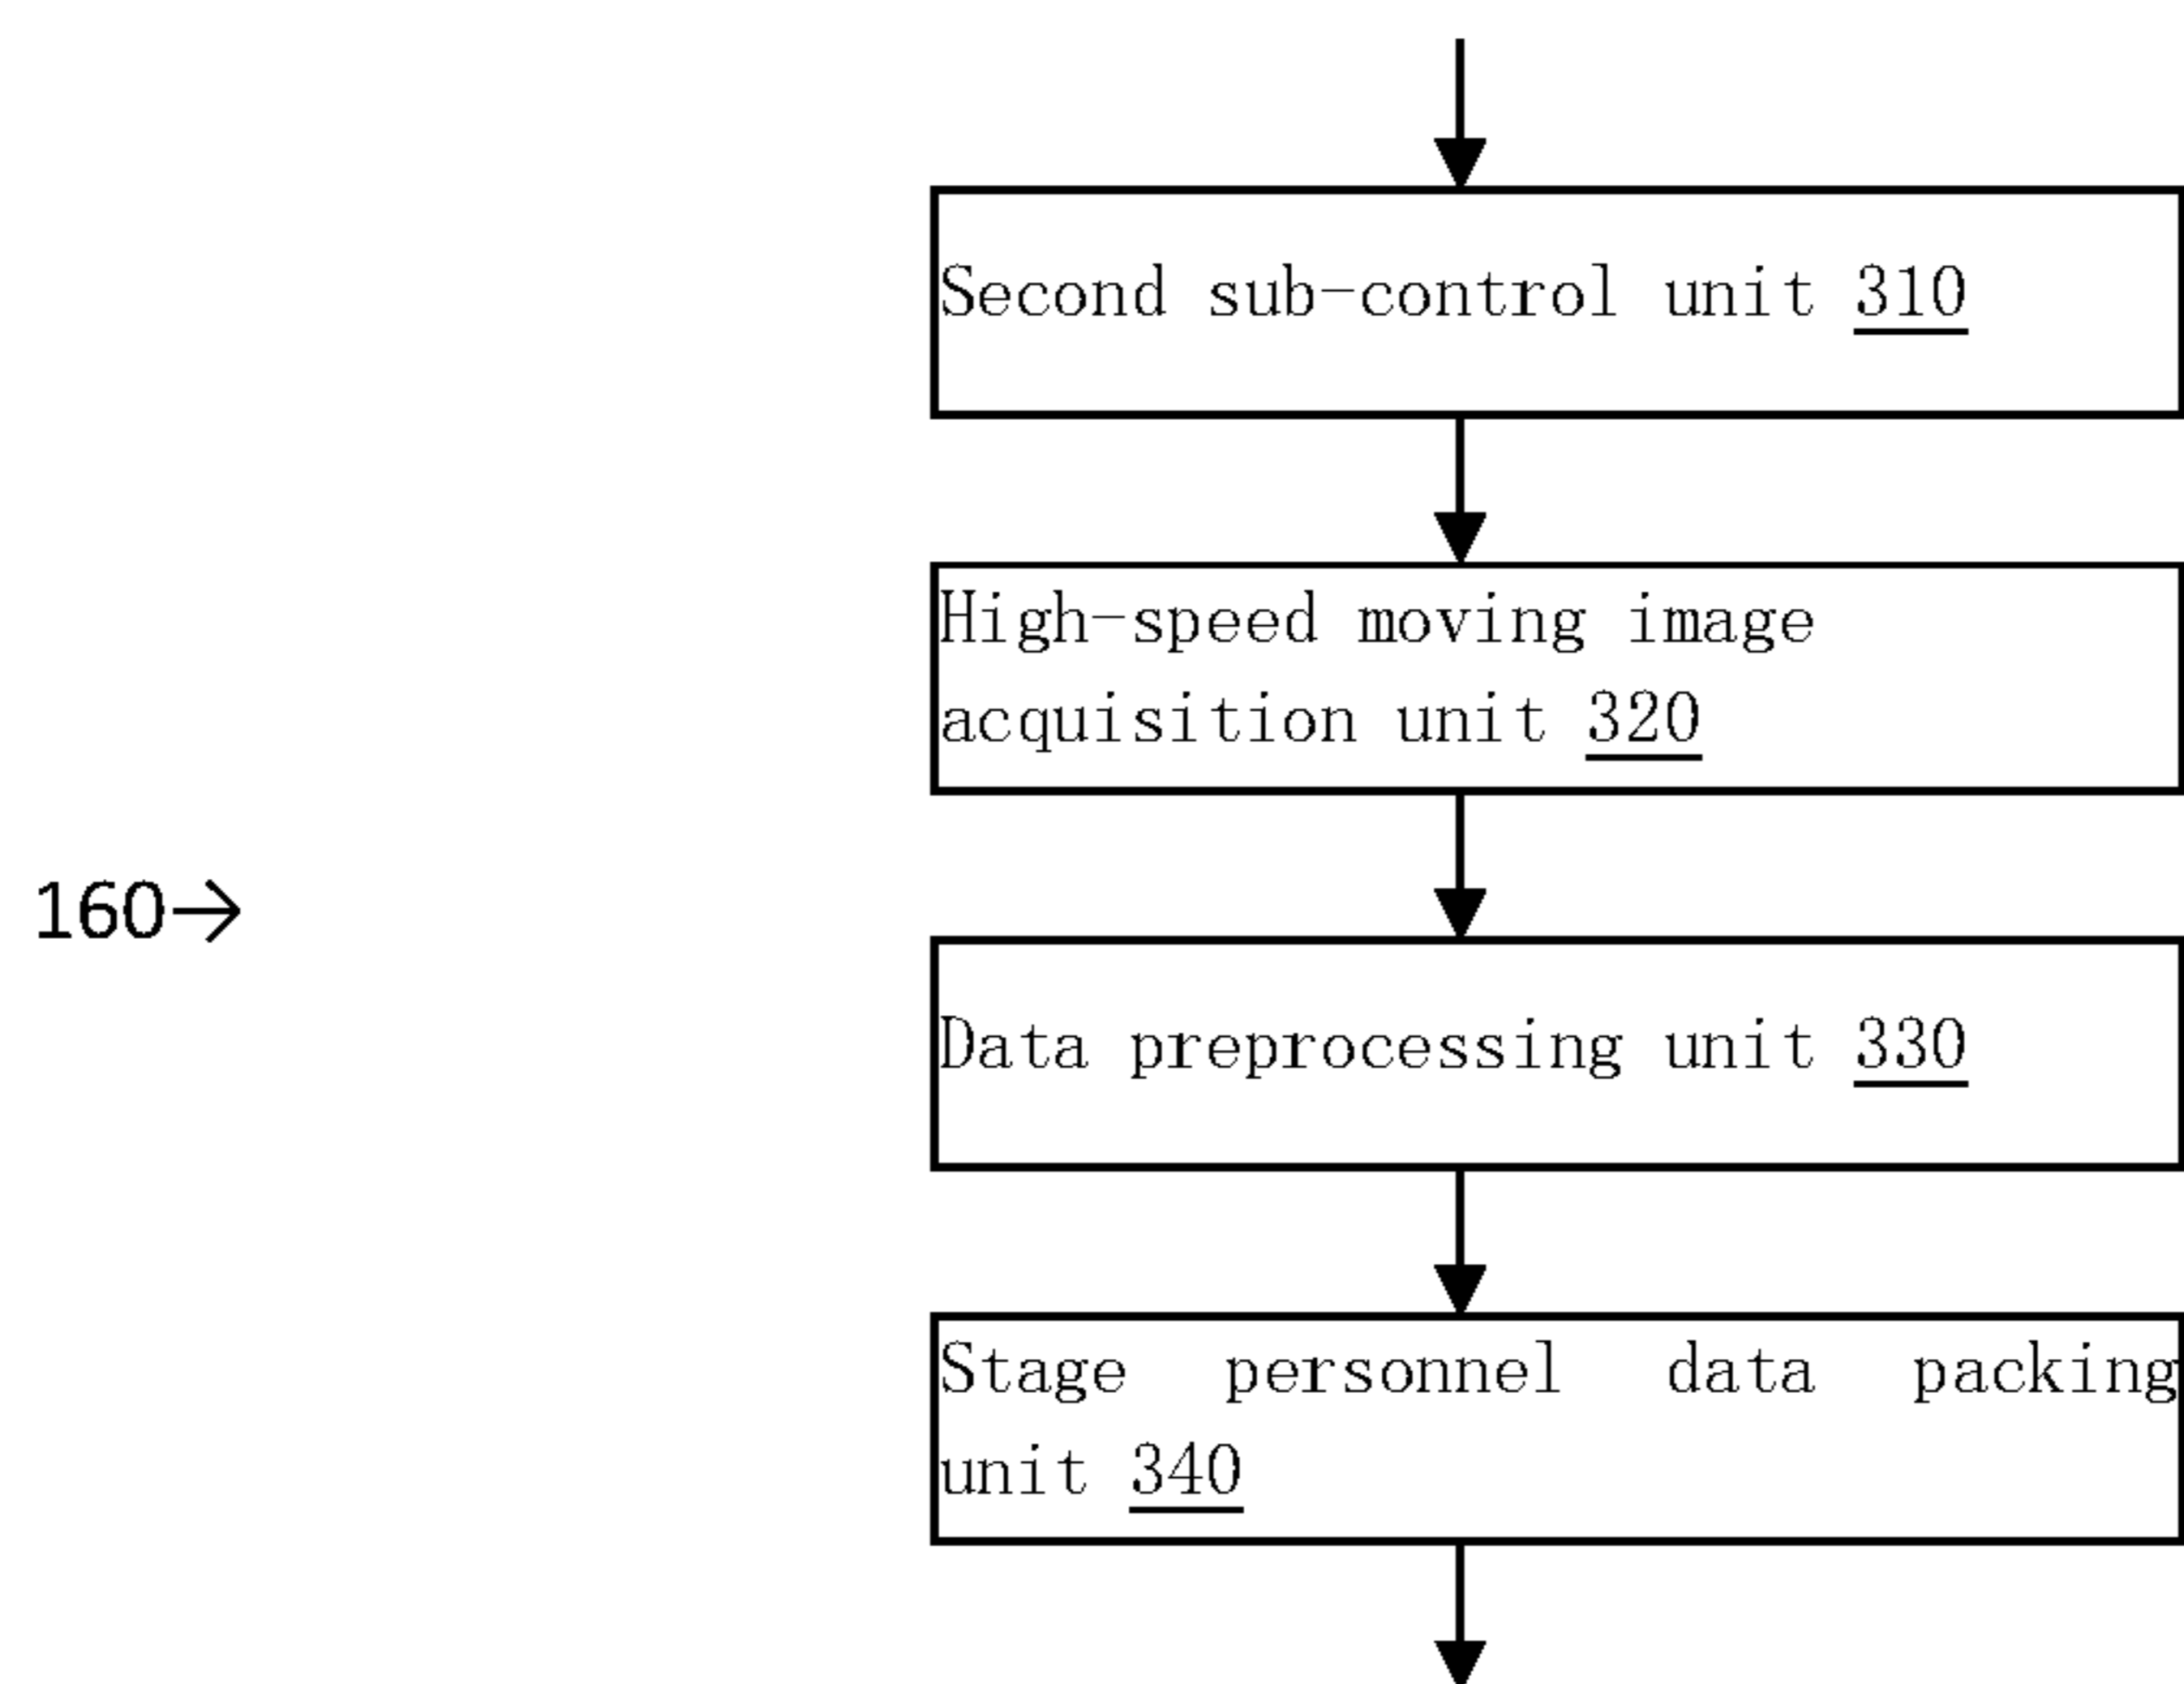 Second sub-control unit 310
High-speed moving image
acquisition unit 320
160→
Data preprocessing unit 330
Stage personnel data packing
unit 340